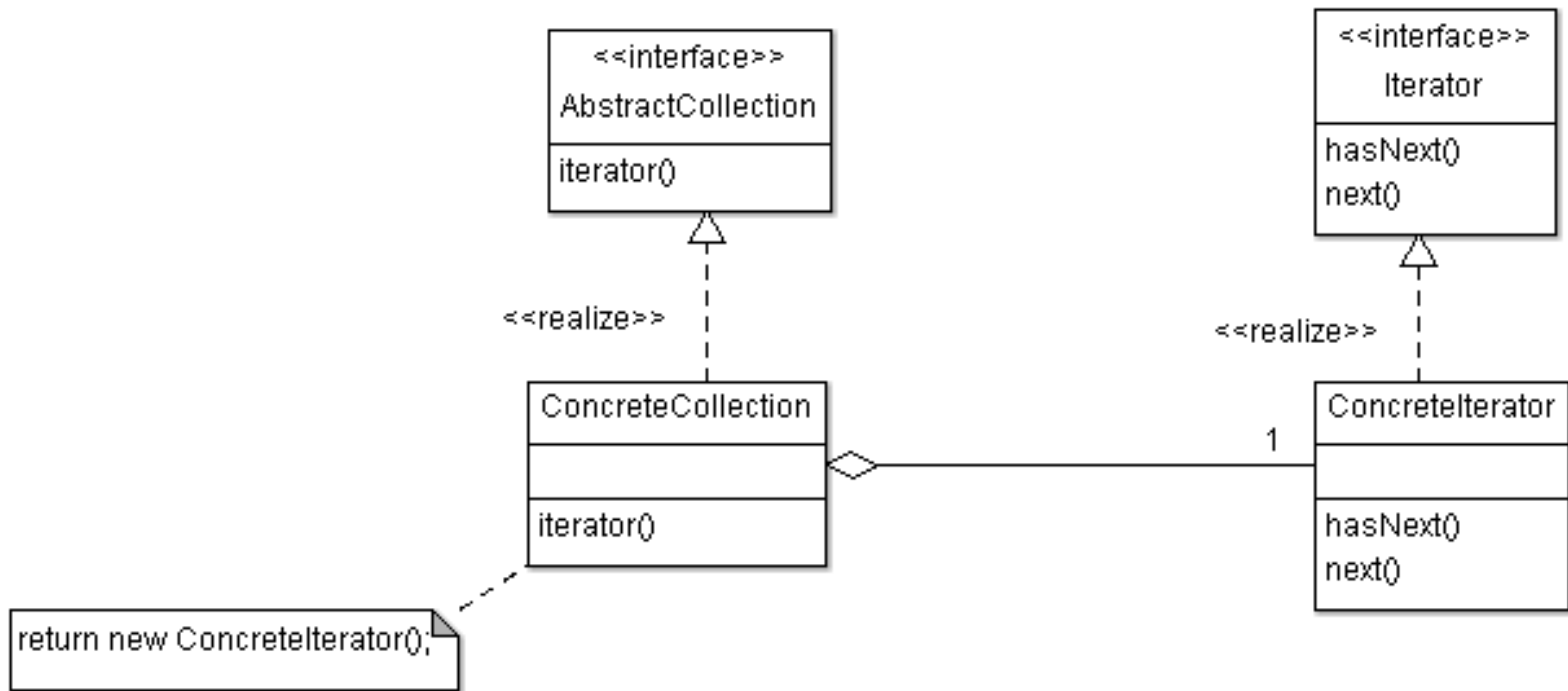 <<interface>>
AbstractCollection
iterator()
<<interface>>
Iterator
hasNext()
next()
<<realize>>
<<realize>>
ConcreteCollection
iterator()
1
ConcreteIterator
hasNext()
next()
return new ConcreteIterator();